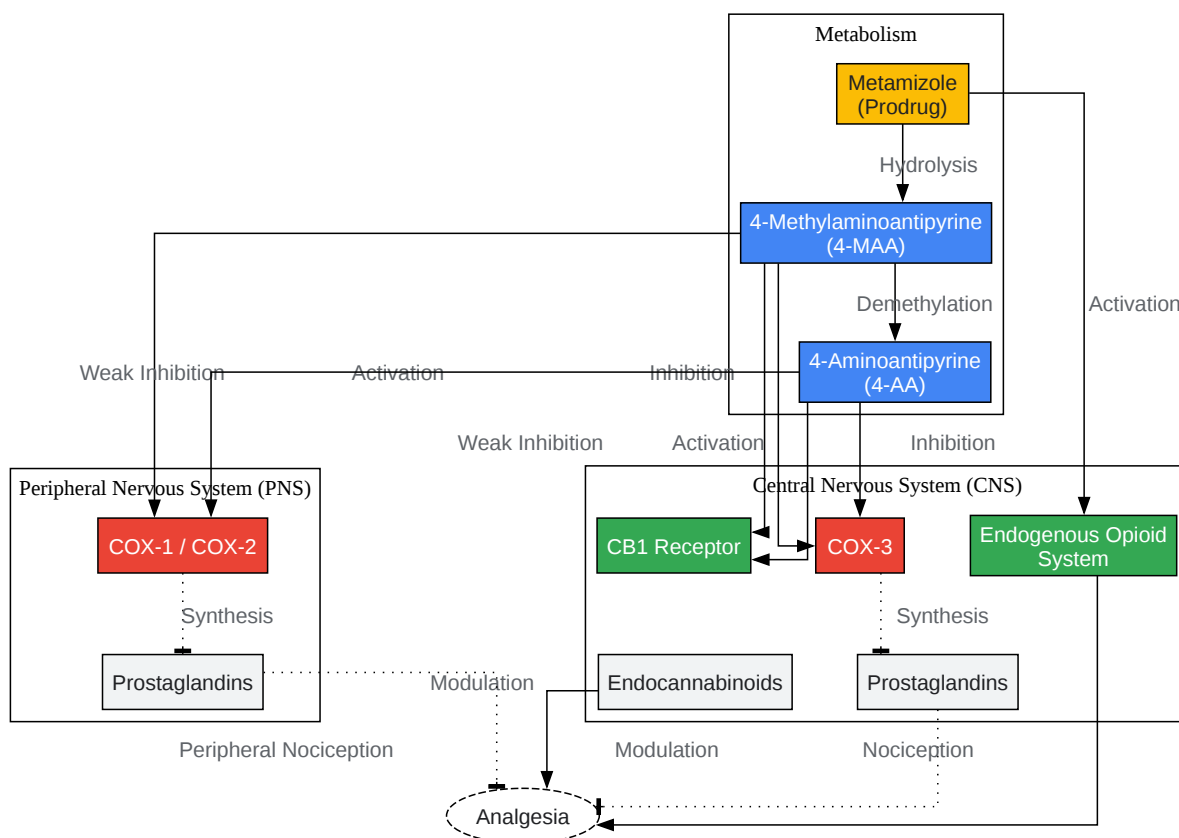 Metabolism
Metamizole
(Prodrug)
Hydrolysis
4-Methylaminoantipyrine
(4-MAA)
Demethylation
Activation
4-Aminoantipyrine
(4-AA)
Weak Inhibition
Activation
Inhibition
Weak Inhibition
Activation
Inhibition
Peripheral Nervous System (PNS)
Central Nervous System (CNS)
COX-1 / COX-2
CB1 Receptor
COX-3
Endogenous Opioid
System
Synthesis
Synthesis
Prostaglandins
Modulation
Endocannabinoids
Prostaglandins
Peripheral Nociception
Modulation
Nociception
Analgesia